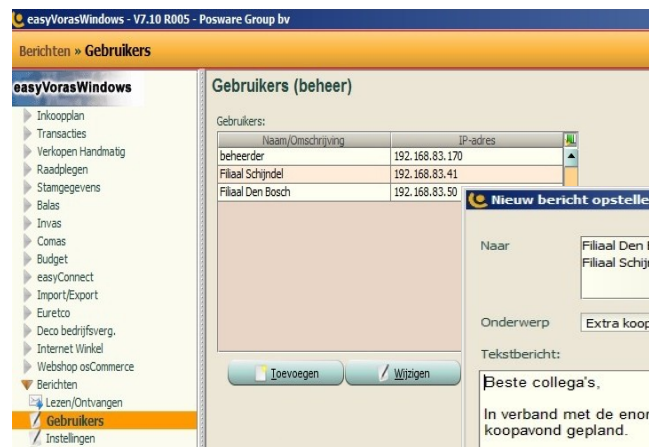 easyVorasWindows - V7.10 R005 - Posware Group bv
Berichten » Gebruikers
easyVorasWindows
Inkoopplan
Transacties
Verkopen Handmatig
Raadplegen
Stamgegevens
Balas
Invas
Comas
Budget
easyConnect
Import/Export
Euretco
Deco bedrijfsverg.
Internet Winkel
Webshop osCommerce
Berichten
Lezen/Ontvangen
Gebruikers
Instellingen
Gebruikers (beheer)
Gebruikers:
Naam/Omschrijving IP-adres
beheerder 192.168.83.170
Filiaal Schijndel 192.168.83.41
Filiaal Den Bosch 192.168.83.50
Toevoegen Wijzigen
Nieuw bericht opstelle
Naar Filiaal Den
Filiaal Schij
Onderwerp Extra koop
Tekstbericht:
Beste collega's,
In verband met de enor
koopavond gepland.